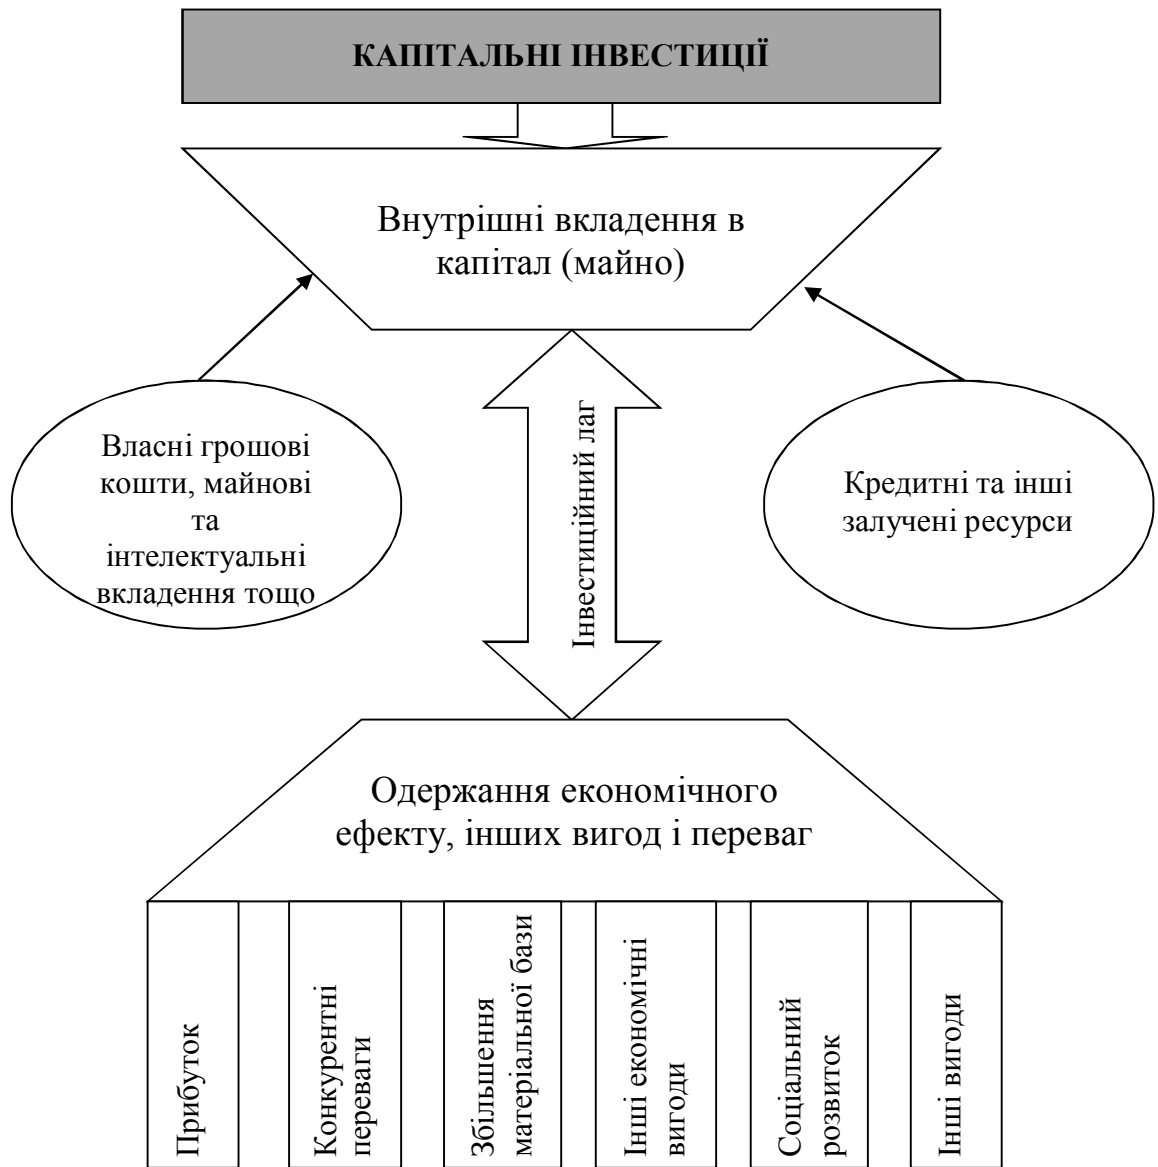 КАПІТАЛЬНІ ІНВЕСТИЦІЇ
Внутрішні вкладення в
капітал (майно)
Власні грошові
кошти, майнові
та
інтелектуальні
вкладення тощо
Інвестиційний лаг
Кредитні та інші
залучені ресурси
Одержання економічного
ефекту, інших вигод і переваг
Прибуток
Конкурентні
переваги
Збільшення
матеріальної бази
Інші економічні
вигоди
Соціальний
розвиток
Інші вигоди